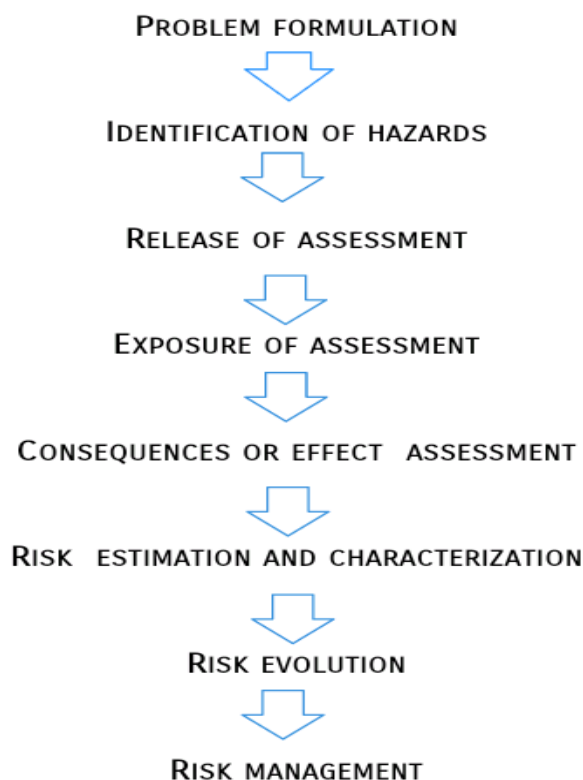 Problem formulation
Identification of hazards
Release of assessment
Exposure of assessment
Consequences or effect assessment
Risk estimation and characterization
Risk evolution
Risk management